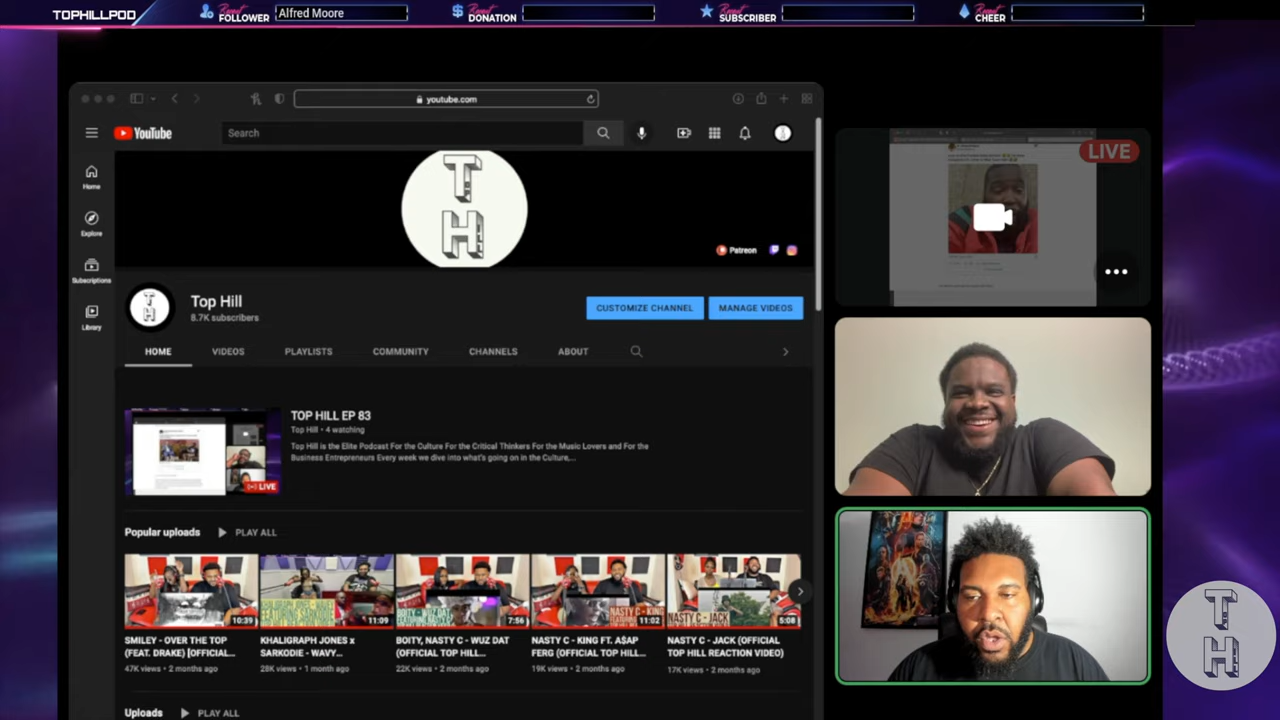 TOPHILLPOD
Recent FOLLOWER
Alfred Moore
Recent DONATION
Recent SUBSCRIBER
Recent CHEER
youtube.com
YouTube
Search
Home
Explore
Subscriptions
Library
T
H
Patreon
Top Hill
8.7K subscribers
CUSTOMIZE CHANNEL
MANAGE VIDEOS
HOME
VIDEOS
PLAYLISTS
COMMUNITY
CHANNELS
ABOUT
TOP HILL EP 83
Top Hill • 4 watching
Top Hill is the Elite Podcast For the Culture For the Critical Thinkers For the Music Lovers and For the
Business Entrepreneurs Every week we dive into what's going on in the Culture,...
LIVE
Popular uploads
PLAY ALL
10:39
SMILEY - OVER THE TOP
(FEAT. DRAKE) [OFFICIAL...
47K views • 2 months ago
11:09
KHALIGRAPH JONES x
SARKODIE - WAVY...
28K views • 1 month ago
7:56
BOITY, NASTY C - WUZ DAT
(OFFICIAL TOP HILL...
22K views • 2 months ago
11:02
NASTY C - KING FT. A$AP
FERG (OFFICIAL TOP HILL...
19K views • 2 months ago
NASTY C - JACK
5:08
NASTY C - JACK (OFFICIAL
TOP HILL REACTION VIDEO)
17K views • 2 months ago
Uploads
PLAY ALL
LIVE
T
H